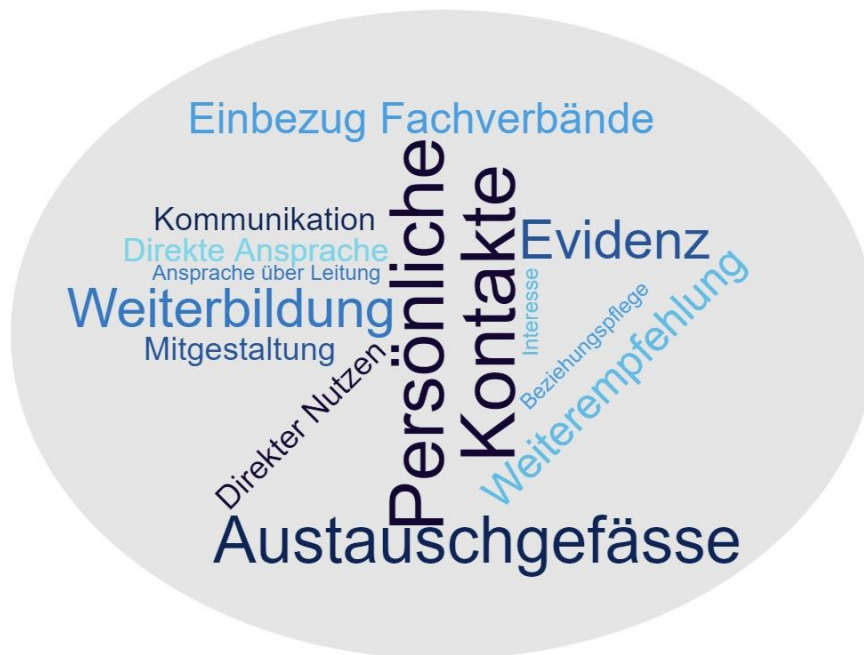 Einbezug Fachverbände
Persönliche
Kontakte
Kommunikation
Direkte Ansprache
Ansprache über Leitung
Weiterbildung
Mitgestaltung
Direkter Nutzen
Evidenz
Interesse
Beziehungspflege
Weiterempfehlung
Austauschgefässe